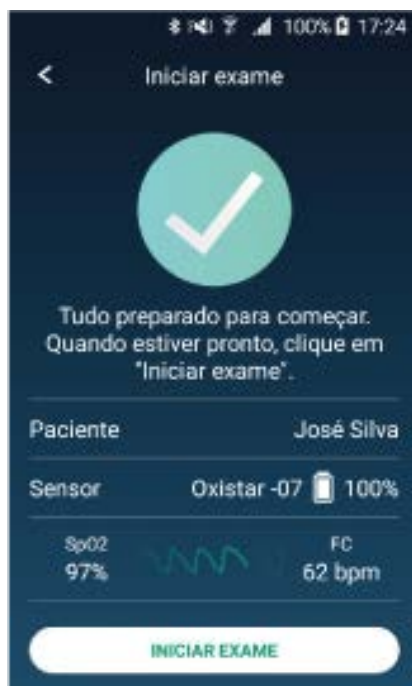 100% 17:24
Iniciar exame
Tudo preparado para começar.
Quando estiver pronto, clique em
"Iniciar exame".
Paciente José Silva
Sensor Oxistar -07 100%
SpO2 FC
97% 62 bpm
INICIAR EXAME